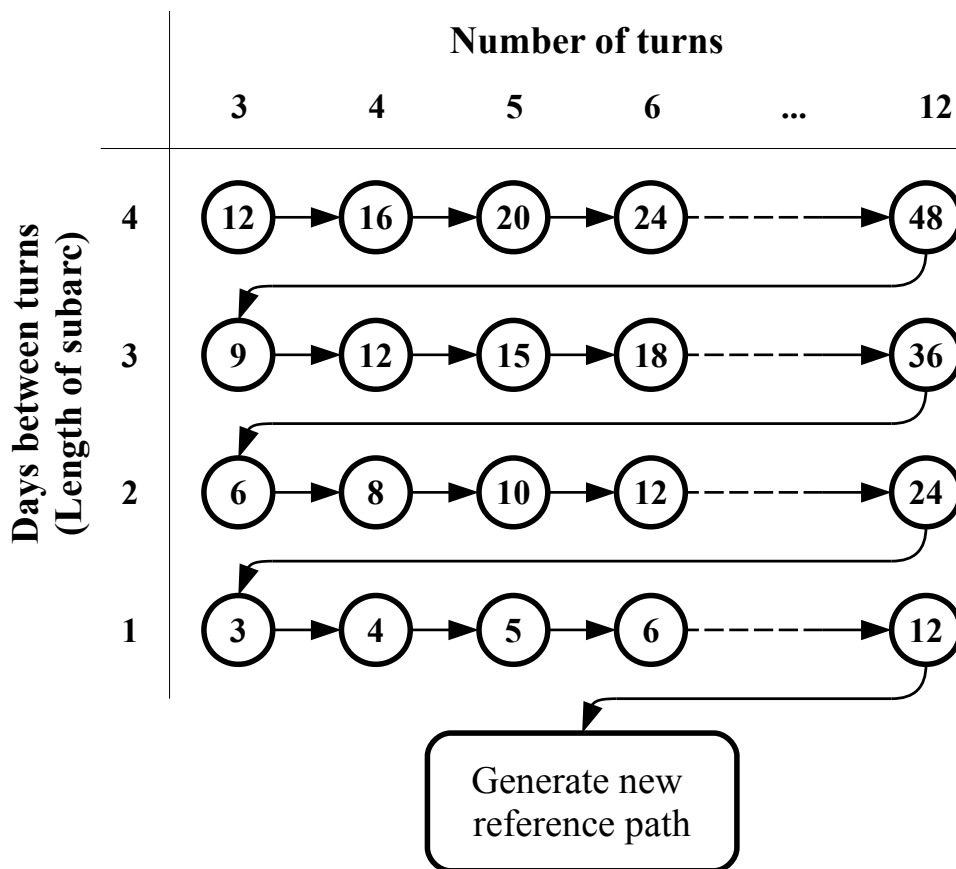 Number of turns
3 4 5 6 ... 12
Days between turns
(Length of subarc)
4 12 16 20 24 48
3 9 12 15 18 36
2 6 8 10 12 24
1 3 4 5 6 12
Generate new
reference path